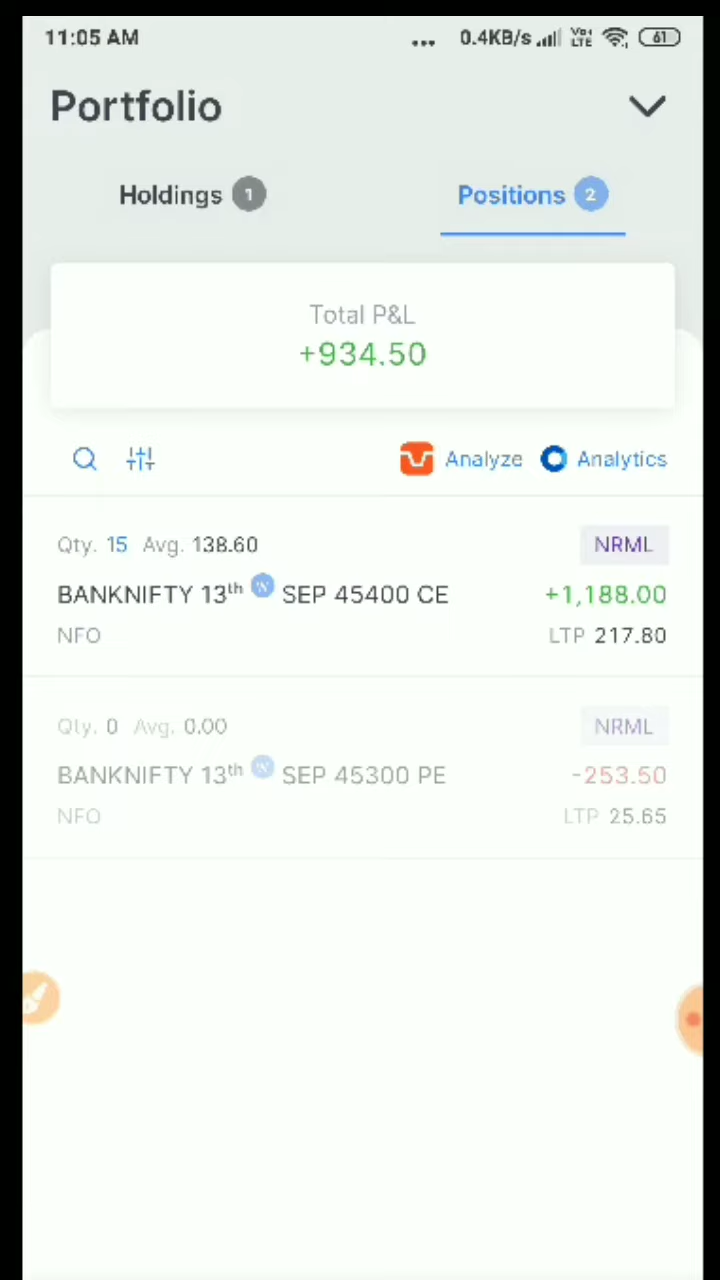 11:05 AM ... 0.4KB/s Vo LTE 61
Portfolio
Holdings 1 Positions 2
Total P&L
+934.50
Analyze Analytics
Qty. 15 Avg. 138.60 NRML
BANKNIFTY 13th W SEP 45400 CE +1,188.00
NFO LTP 217.80
Qty. 0 Avg. 0.00 NRML
BANKNIFTY 13th W SEP 45300 PE -253.50
NFO LTP 25.65